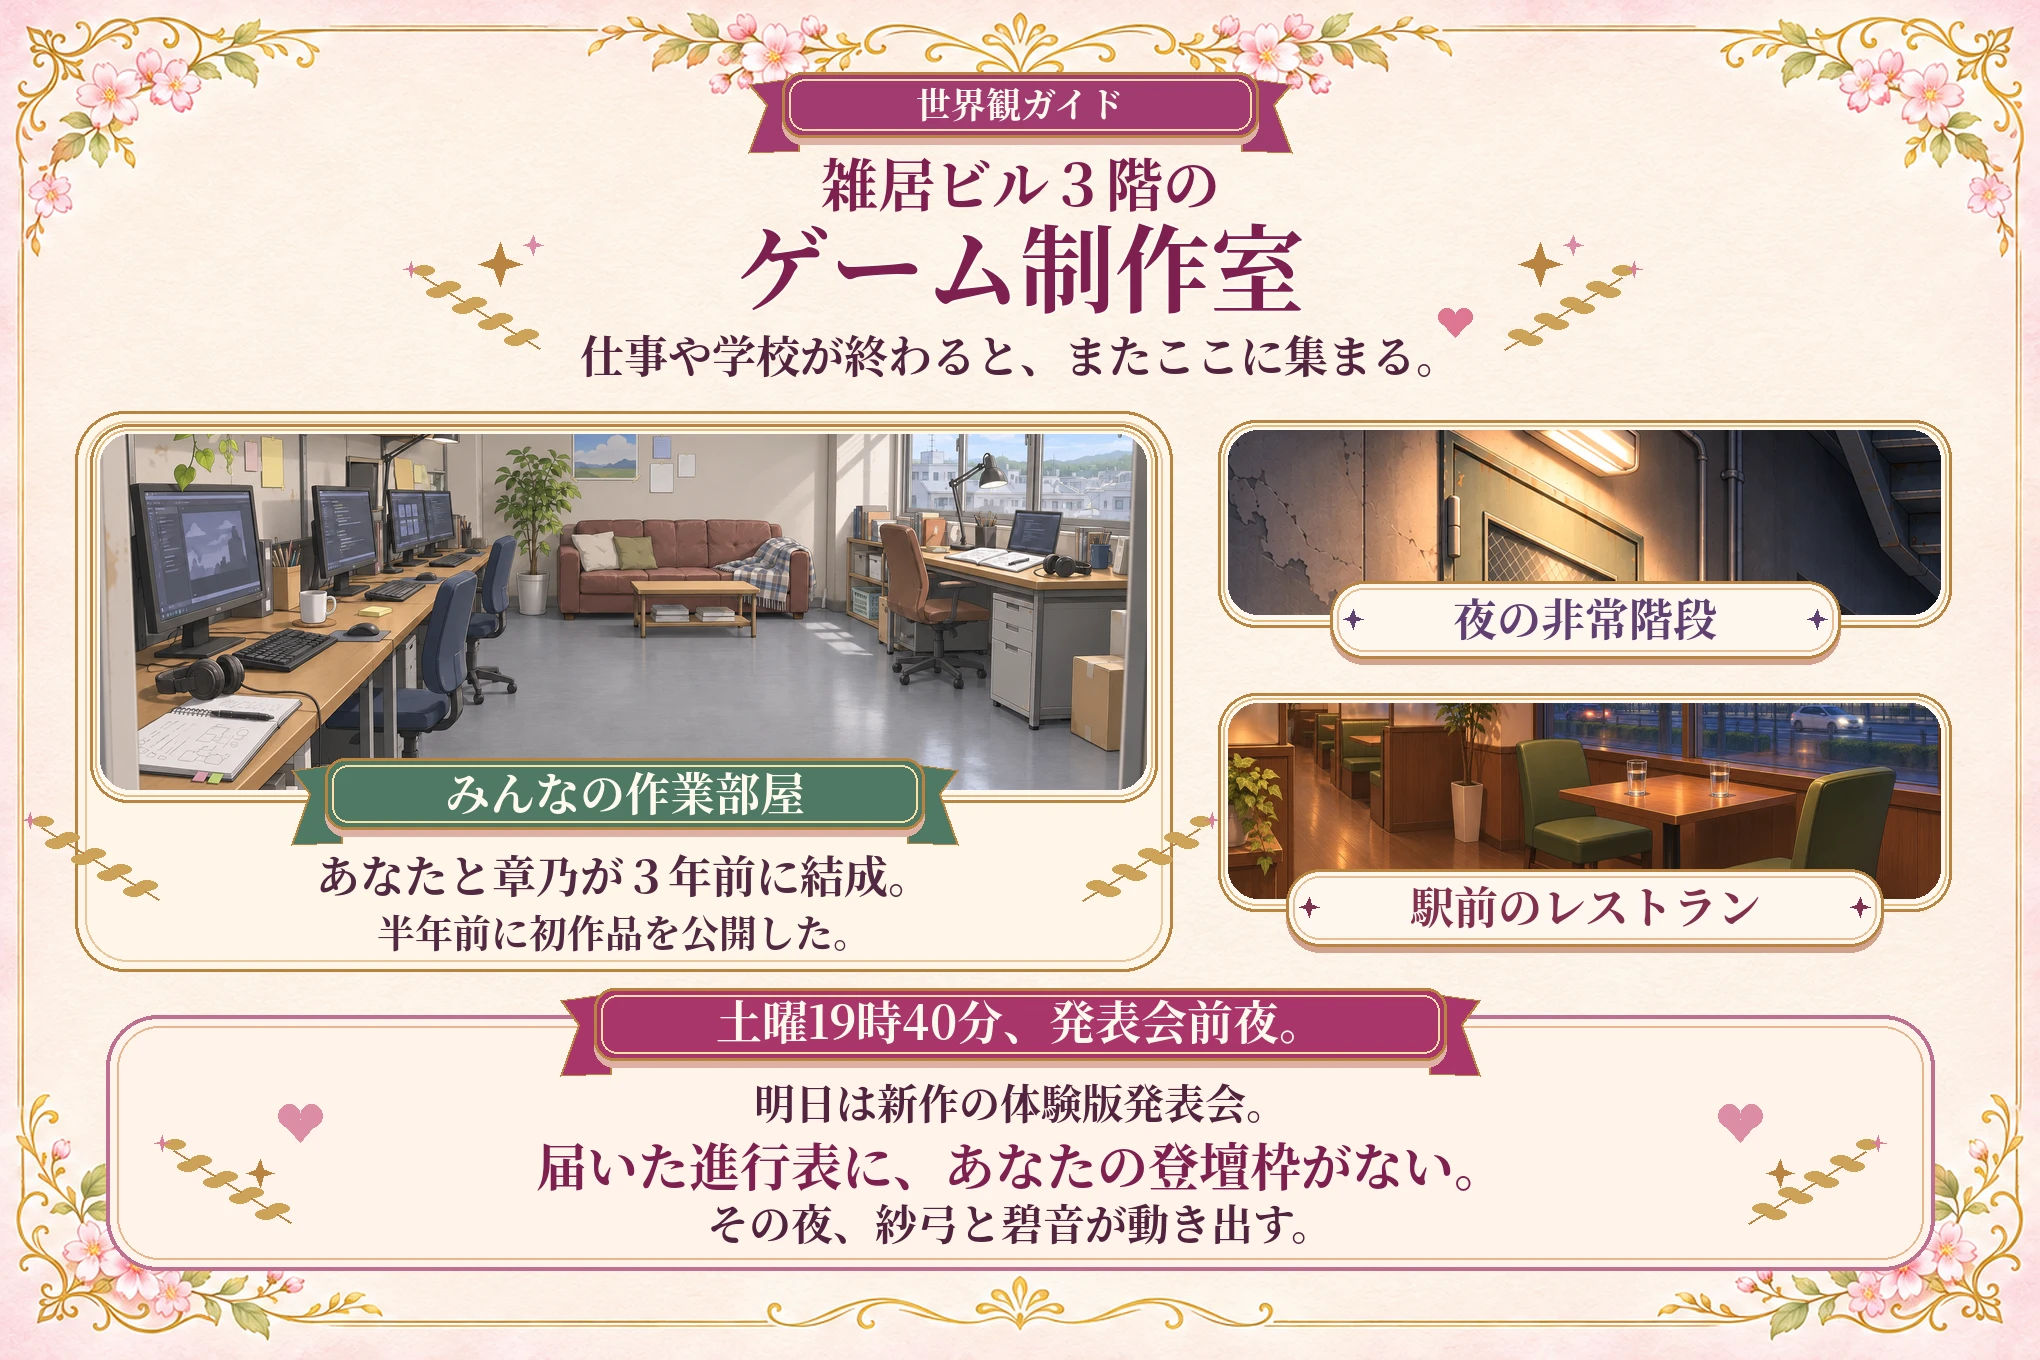 世界観ガイド
雑居ビル3階の
ゲーム制作室
仕事や学校が終わると、またここに集まる。
みんなの作業部屋
あなたと章乃が3年前に結成。
半年前に初作品を公開した。
夜の非常階段
駅前のレストラン
土曜19時40分、発表会前夜。
明日は新作の体験版発表会。
届いた進行表に、あなたの登壇枠がない。
その夜、紗弓と碧音が動き出す。